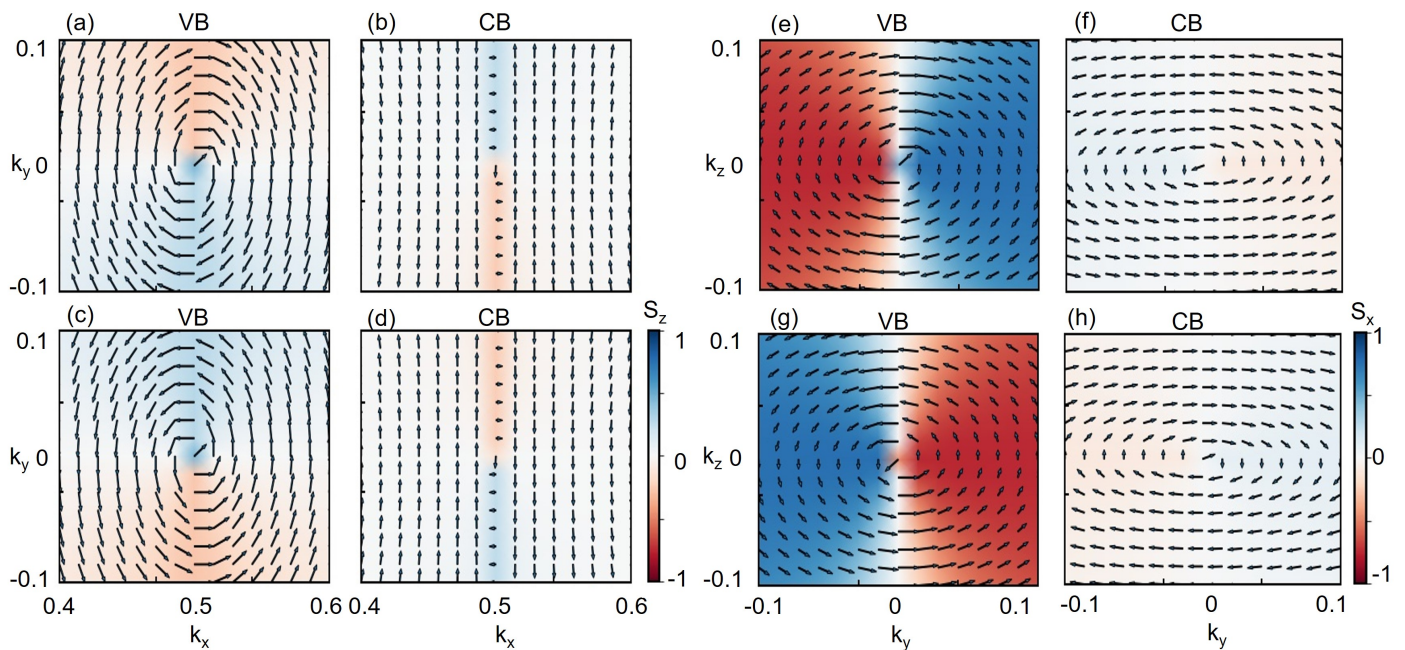 (a) VB (b) CB (e) VB (f) CB
0.1 0.1
k_y 0 k_z 0
-0.1 -0.1
(c) VB (d) CB S_z (g) VB (h) CB S_x
0.1 1 0.1 1
k_y 0 0 k_z 0 0
-0.1 -1 -0.1 -1
0.4 0.5 0.6 0.4 0.5 0.6 -0.1 0 0.1 -0.1 0 0.1
k_x k_x k_y k_y